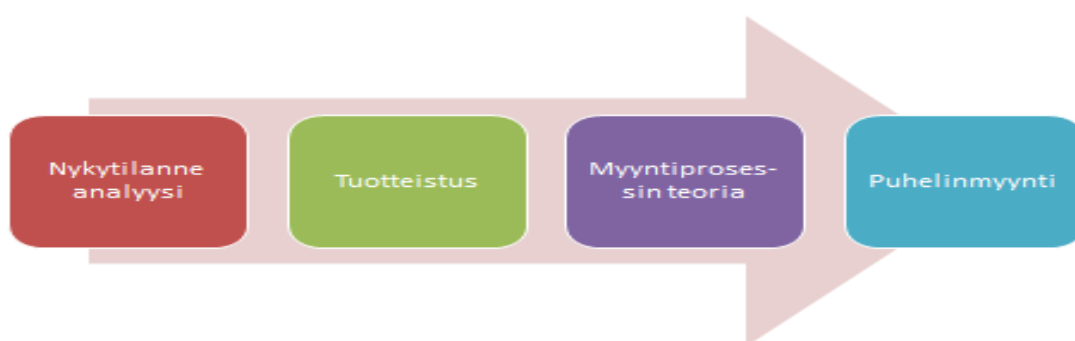 Nykytilanne
analyysi
Tuotteistus
Myyntiproses-
sin teoria
Puhelinmyynti